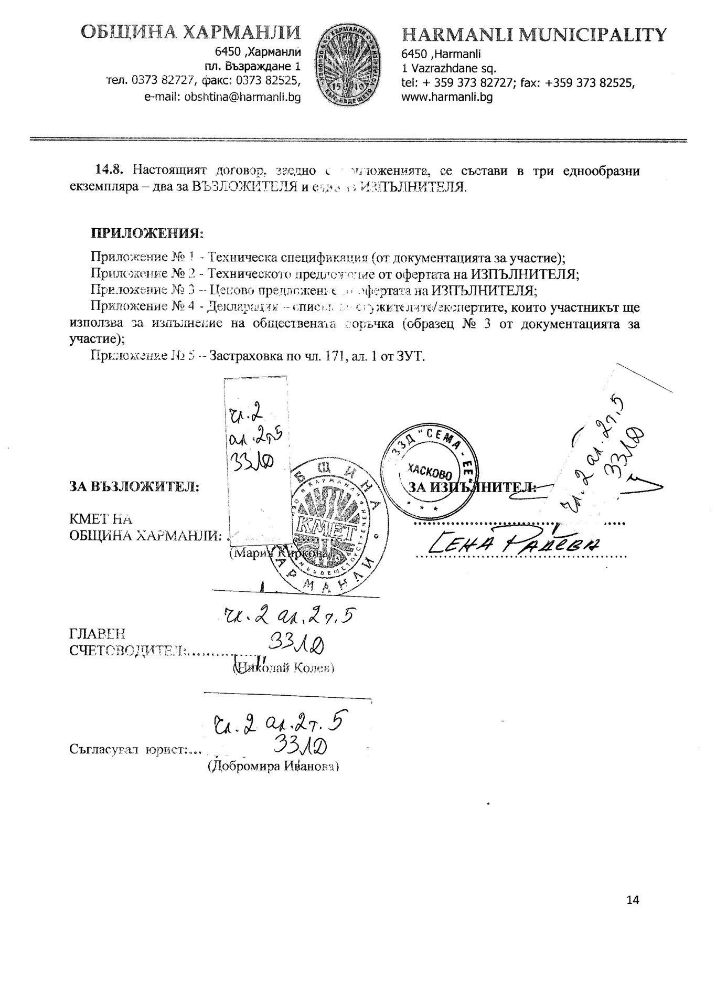 ОБЩИНА ХАРМАНЛИ
6450 ,Харманли
пл. Възраждане 1
тел. 0373 82727, факс: 0373 82525,
e-mail: obshtina@harmanli.bg
HARMANLI MUNICIPALITY
6450 ,Harmanli
1 Vazrazhdane sq.
tel: + 359 373 82727; fax: +359 373 82525,
www.harmanli.bg
14.8. Настоящият договор, заедно с приложенията, се състави в три еднообразни
екземпляра – два за ВЪЗЛОЖИТЕЛЯ и един за ИЗПЪЛНИТЕЛЯ.
ПРИЛОЖЕНИЯ:
Приложение № 1 - Техническа спецификация (от документацията за участие);
Приложение № 2 - Техническото предложение от офертата на ИЗПЪЛНИТЕЛЯ;
Приложение № 3 – Ценово предложение от офертата на ИЗПЪЛНИТЕЛЯ;
Приложение № 4 - Декларация – списък на служителите/експертите, които участникът ще
използва за изпълнение на обществената поръчка (образец № 3 от документацията за
участие);
Приложение № 5 – Застраховка по чл. 171, ал. 1 от ЗУТ.
чл.2
ал.2т.5
ЗЗЛД
ЗЗД "СЕМА - ЕЕ"
ХАСКОВО
чл.2 ал.2т.5
ЗЗЛД
ЗА ВЪЗЛОЖИТЕЛ:
ЗА ИЗПЪЛНИТЕЛ:
КМЕТ НА
ОБЩИНА ХАРМАНЛИ:
(Мария Киркова)
ОБЩИНА ХАРМАНЛИ
КМЕТ
РАДЕВА
чл.2 ал.2т.5
ЗЗЛД
ГЛАВЕН
СЧЕТОВОДИТЕЛ:..............
(Николай Колев)
чл.2 ал.2т.5
ЗЗЛД
Съгласувал юрист:...
(Добромира Иванова)
14